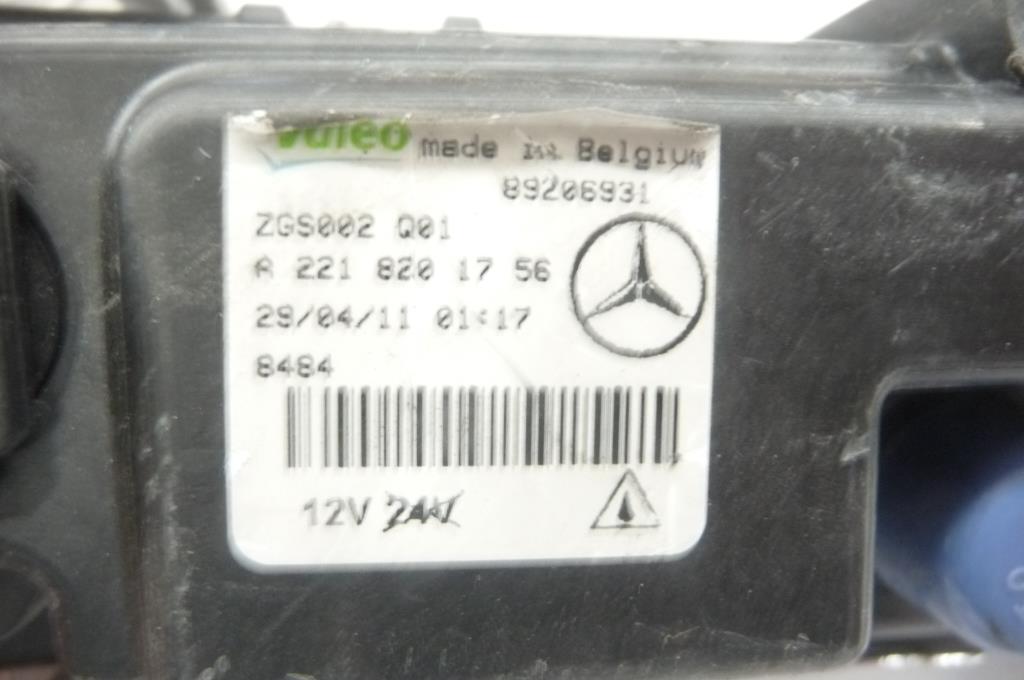 Valeo made in Belgium
89206931
ZGS002 Q01
A 221 820 17 56
29/04/11 01:17
8484
12V 24V